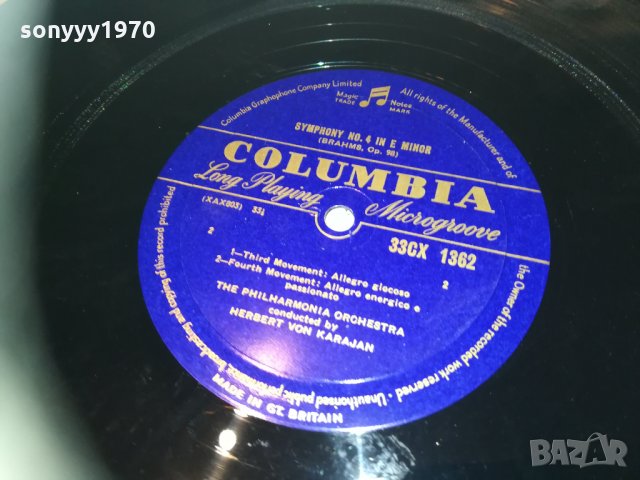 sonyyy1970
Columbia Graphophone Company Limited
Magic Notes
TRADE MARK
All rights of the Manufacturer and of
the Owner of the recorded work reserved · Unauthorised public performance, broadcasting and copying of this record prohibited
SYMPHONY NO. 4 IN E MINOR
(BRAHMS, Op. 98)
COLUMBIA
Long Playing Microgroove
33CX 1362
2
2
1—Third Movement: Allegro giocoso
2—Fourth Movement: Allegro energico e
passionato
THE PHILHARMONIA ORCHESTRA
conducted by
HERBERT VON KARAJAN
MADE IN GT. BRITAIN
BAZAR